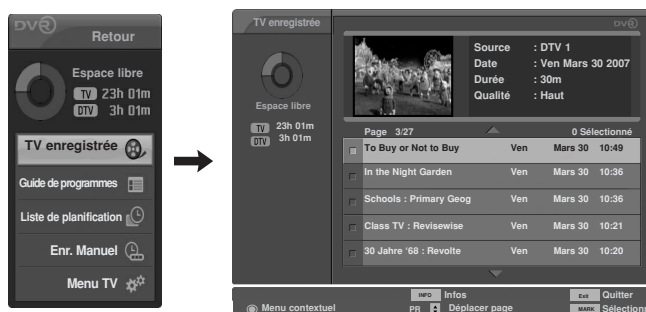 DVR
Retour
Espace libre
TV 23h 01m
DTV 3h 01m
TV enregistrée
Guide de programmes
Liste de planification
Enr. Manuel
Menu TV
TV enregistrée
DVR
Espace libre
TV 23h 01m
DTV 3h 01m
Source : DTV 1
Date : Ven Mars 30 2007
Durée : 30m
Qualité : Haut
Page 3/27 0 Sélectionné
To Buy or Not to Buy Ven Mars 30 10:49
In the Night Garden Ven Mars 30 10:36
Schools : Primary Geog Ven Mars 30 10:36
Class TV : Revisewise Ven Mars 30 10:21
30 Jahre ‘68 : Revolte Ven Mars 30 10:20
INFO Infos Exit Quitter
Menu contextuel PR Déplacer page MARK Sélectionn